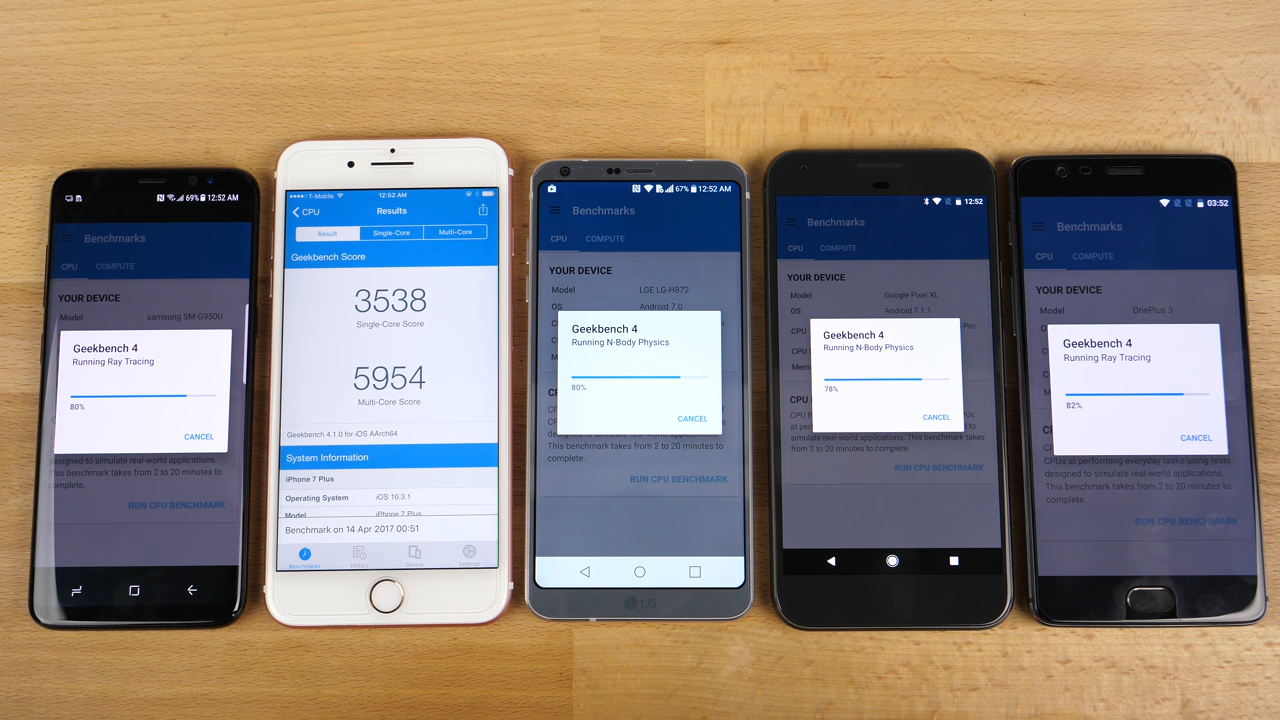 69% 12:52 AM
Benchmarks
CPU COMPUTE
YOUR DEVICE
Model samsung SM-G950U
Geekbench 4
Running Ray Tracing
80%
CANCEL
designed to simulate real-world applications.
This benchmark takes from 2 to 20 minutes to
complete.
RUN CPU BENCHMARK
T-Mobile 12:52 AM
CPU Results
Result Single-Core Multi-Core
Geekbench Score
3538
Single-Core Score
5954
Multi-Core Score
Geekbench 4.1.0 for iOS AArch64
System Information
iPhone 7 Plus
Operating System iOS 10.3.1
Model iPhone 7 Plus
Benchmark on 14 Apr 2017 00:51
Benchmarks History Device Settings
67% 12:52 AM
Benchmarks
CPU COMPUTE
YOUR DEVICE
Model LGE LG-H872
OS Android 7.0
Geekbench 4
Running N-Body Physics
80%
CANCEL
designed to simulate real-world applications.
This benchmark takes from 2 to 20 minutes to
complete.
RUN CPU BENCHMARK
LG
12:52
Benchmarks
CPU COMPUTE
YOUR DEVICE
Model Google Pixel XL
OS Android 7.1.1
CPU Pro-
CPU
Geekbench 4
Running N-Body Physics
78%
CANCEL
CPU
simulate real-world applications. This benchmark
takes from 2 to 20 minutes to complete.
RUN CPU BENCHMARK
03:52
Benchmarks
CPU COMPUTE
YOUR DEVICE
Model OnePlus 3
Geekbench 4
Running Ray Tracing
82%
CANCEL
CPUs at performing everyday tasks using tests
designed to simulate real-world applications.
This benchmark takes from 2 to 20 minutes to
complete.
RUN CPU BENCHMARK